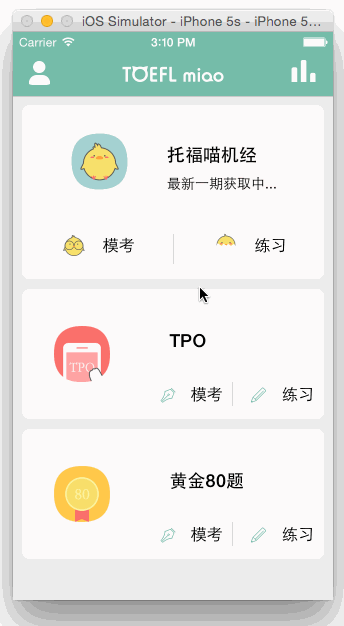 iOS Simulator - iPhone 5s - iPhone 5...
Carrier 3:10 PM
TOEFL miao
托福喵机经
最新一期获取中...
模考 练习
TPO
TPO
模考 练习
黄金80题
80
模考 练习